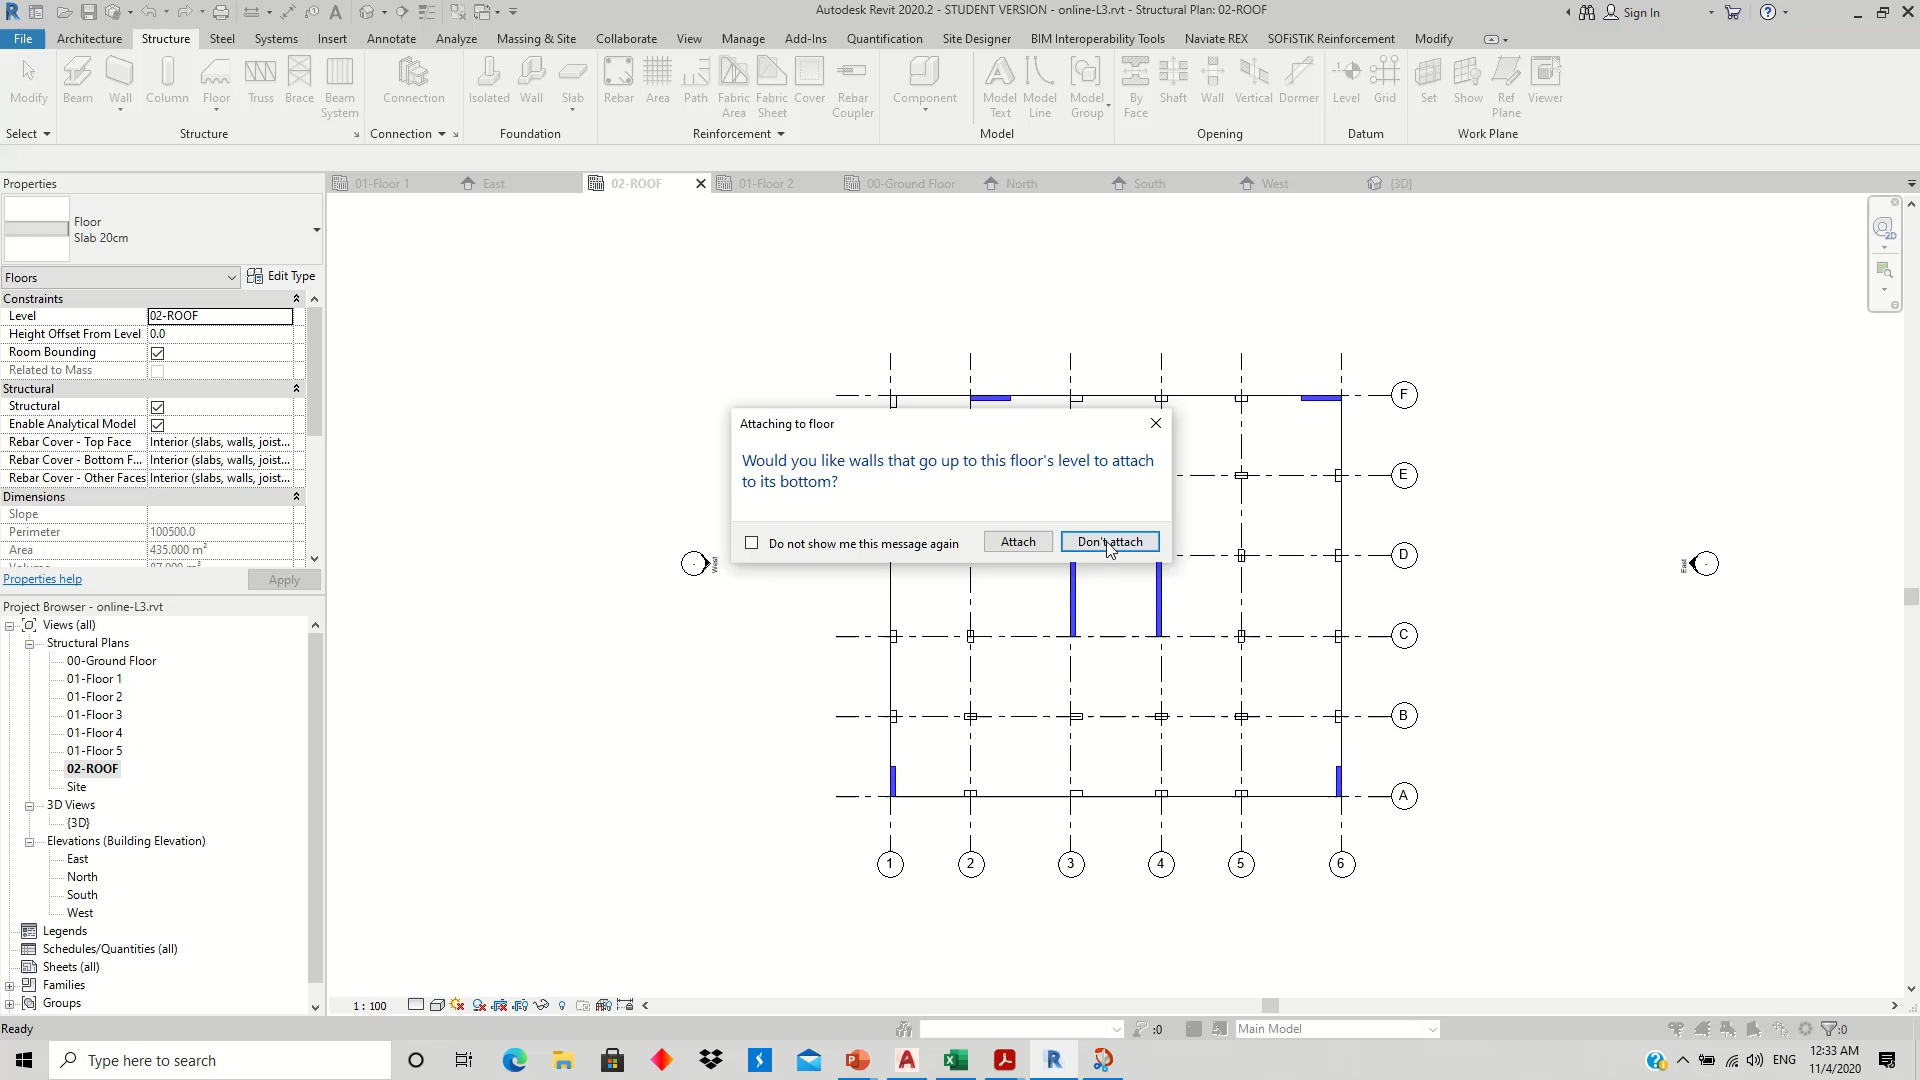 Autodesk Revit 2020.2 - STUDENT VERSION - online-L3.rvt - Structural Plan: 02-ROOF
Sign In
File Architecture Structure Steel Systems Insert Annotate Analyze Massing & Site Collaborate View Manage Add-Ins Quantification Site Designer BIM Interoperability Tools Naviate REX SOFiSTiK Reinforcement Modify
Modify Beam Wall Column Floor Truss Brace Beam System Connection Isolated Wall Slab Rebar Area Path Fabric Area Fabric Sheet Cover Rebar Coupler Component Model Text Model Line Model Group By Face Shaft Wall Vertical Dormer Level Grid Set Show Ref Plane Viewer
Select Structure Connection Foundation Reinforcement Model Opening Datum Work Plane
Properties
01-Floor 1 East 02-ROOF 01-Floor 2 00-Ground Floor North South West {3D}
Floor
Slab 20cm
Floors Edit Type
Constraints
Level 02-ROOF
Height Offset From Level 0.0
Room Bounding
Related to Mass
Structural
Structural
Enable Analytical Model
Rebar Cover - Top Face Interior (slabs, walls, joist...
Rebar Cover - Bottom F... Interior (slabs, walls, joist...
Rebar Cover - Other Faces Interior (slabs, walls, joist...
Dimensions
Slope
Perimeter 100500.0
Area 435.000 m²
Volume 87.000 m³
Properties help Apply
Project Browser - online-L3.rvt
Views (all)
Structural Plans
00-Ground Floor
01-Floor 1
01-Floor 2
01-Floor 3
01-Floor 4
01-Floor 5
02-ROOF
Site
3D Views
{3D}
Elevations (Building Elevation)
East
North
South
West
Legends
Schedules/Quantities (all)
Sheets (all)
Families
Groups
Attaching to floor
Would you like walls that go up to this floor's level to attach
to its bottom?
Do not show me this message again Attach Don't attach
F
E
D
C
B
A
1 2 3 4 5 6
West
East
2D
1 : 100
Ready :0 Main Model :0
Type here to search
ENG
12:33 AM
11/4/2020